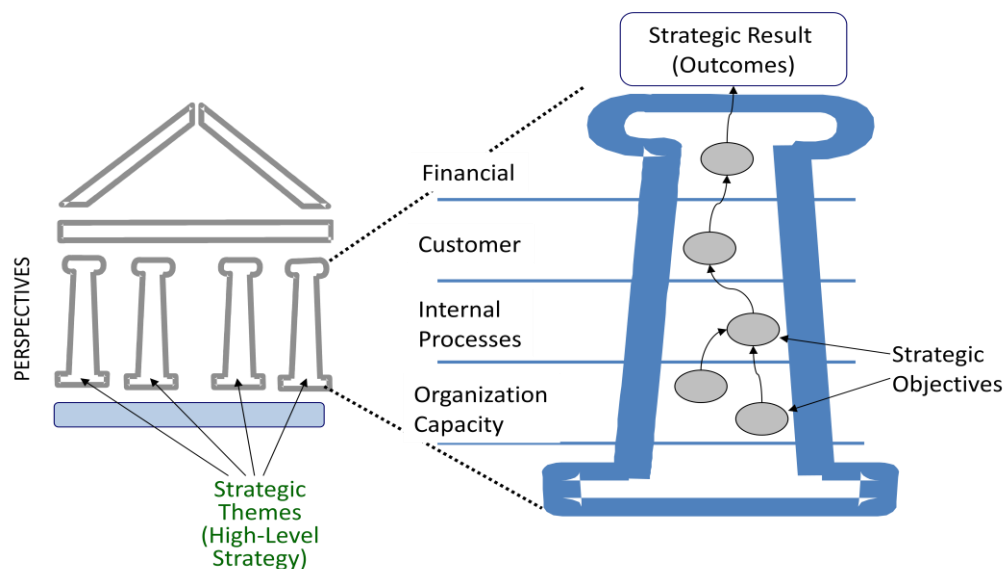 Strategic Result
(Outcomes)
Financial
Customer
Internal
Processes
Organization
Capacity
PERSPECTIVES
Strategic
Objectives
Strategic
Themes
(High-Level
Strategy)